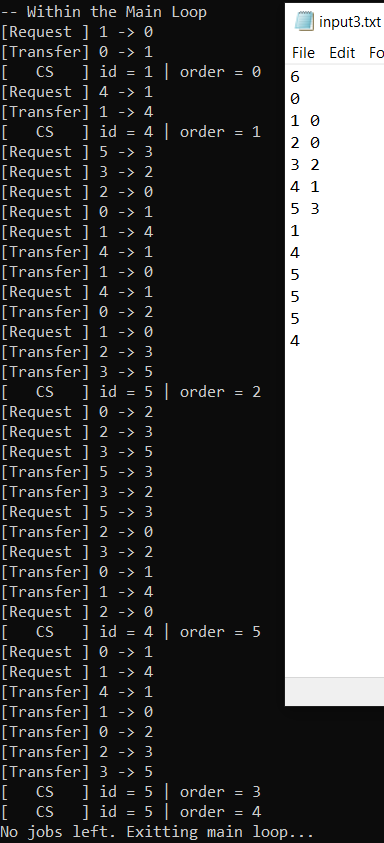 -- Within the Main Loop
[Request ] 1 -> 0
[Transfer] 0 -> 1
[   CS   ] id = 1 | order = 0
[Request ] 4 -> 1
[Transfer] 1 -> 4
[   CS   ] id = 4 | order = 1
[Request ] 5 -> 3
[Request ] 3 -> 2
[Request ] 2 -> 0
[Request ] 0 -> 1
[Request ] 1 -> 4
[Transfer] 4 -> 1
[Transfer] 1 -> 0
[Request ] 4 -> 1
[Transfer] 0 -> 2
[Request ] 1 -> 0
[Transfer] 2 -> 3
[Transfer] 3 -> 5
[   CS   ] id = 5 | order = 2
[Request ] 0 -> 2
[Request ] 2 -> 3
[Request ] 3 -> 5
[Transfer] 5 -> 3
[Transfer] 3 -> 2
[Request ] 5 -> 3
[Transfer] 2 -> 0
[Request ] 3 -> 2
[Transfer] 0 -> 1
[Transfer] 1 -> 4
[Request ] 2 -> 0
[   CS   ] id = 4 | order = 5
[Request ] 0 -> 1
[Request ] 1 -> 4
[Transfer] 4 -> 1
[Transfer] 1 -> 0
[Transfer] 0 -> 2
[Transfer] 2 -> 3
[Transfer] 3 -> 5
[   CS   ] id = 5 | order = 3
[   CS   ] id = 5 | order = 4
No jobs left. Exitting main loop...
input3.txt
File Edit Fo
6
0
1 0
2 0
3 2
4 1
5 3
1
4
5
5
5
4